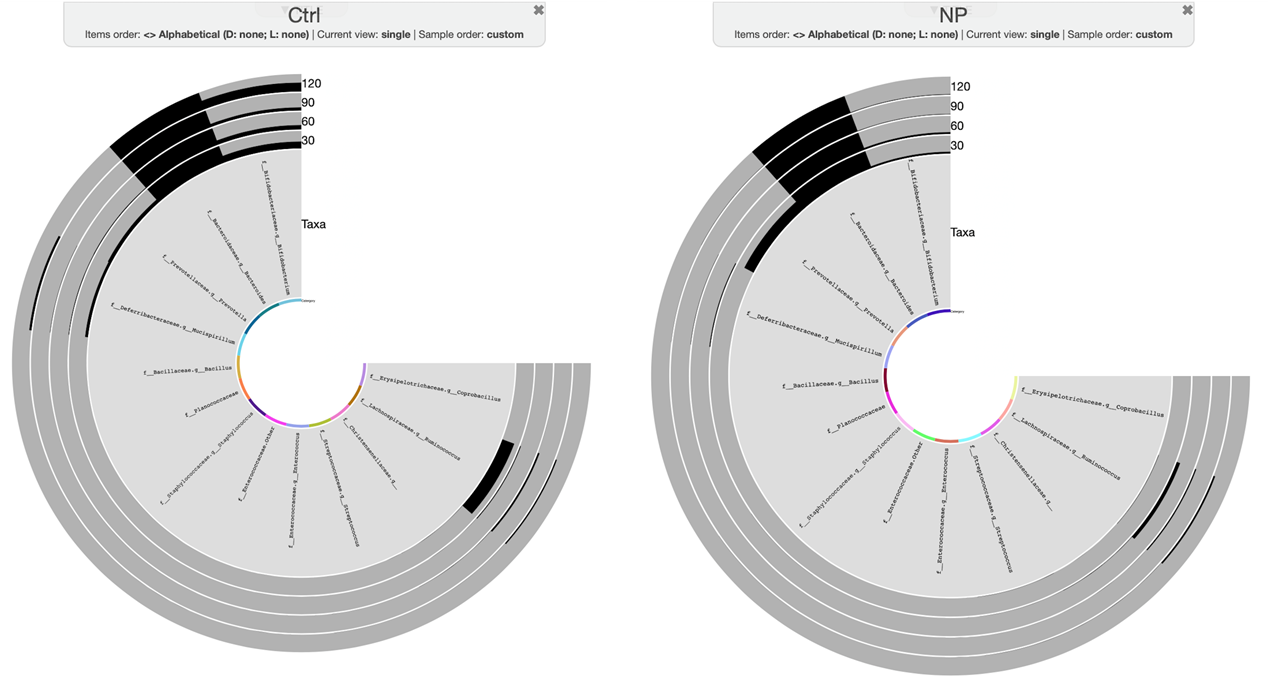 Ctrl
Items order: <> Alphabetical (D: none; L: none) | Current view: single | Sample order: custom
120
90
60
30
Taxa
category
f__Bifidobacteriaceae.g__Bifidobacterium
f__Bacteroidaceae.g__Bacteroides
f__Prevotellaceae.g__Prevotella
f__Deferribacteraceae.g__Mucispirillum
f__Bacillaceae.g__Bacillus
f__Planococcaceae
f__Staphylococcaceae.g__Staphylococcus
f__Enterococcaceae.Other
f__Enterococcaceae.g__Enterococcus
f__Streptococcaceae.g__Streptococcus
f__Christensenellaceae.g__
f__Lachnospiraceae.g__Ruminococcus
f__Erysipelotrichaceae.g__Coprobacillus
NP
Items order: <> Alphabetical (D: none; L: none) | Current view: single | Sample order: custom
120
90
60
30
Taxa
category
f__Bifidobacteriaceae.g__Bifidobacterium
f__Bacteroidaceae.g__Bacteroides
f__Prevotellaceae.g__Prevotella
f__Deferribacteraceae.g__Mucispirillum
f__Bacillaceae.g__Bacillus
f__Planococcaceae
f__Staphylococcaceae.g__Staphylococcus
f__Enterococcaceae.Other
f__Enterococcaceae.g__Enterococcus
f__Streptococcaceae.g__Streptococcus
f__Christensenellaceae.g__
f__Lachnospiraceae.g__Ruminococcus
f__Erysipelotrichaceae.g__Coprobacillus